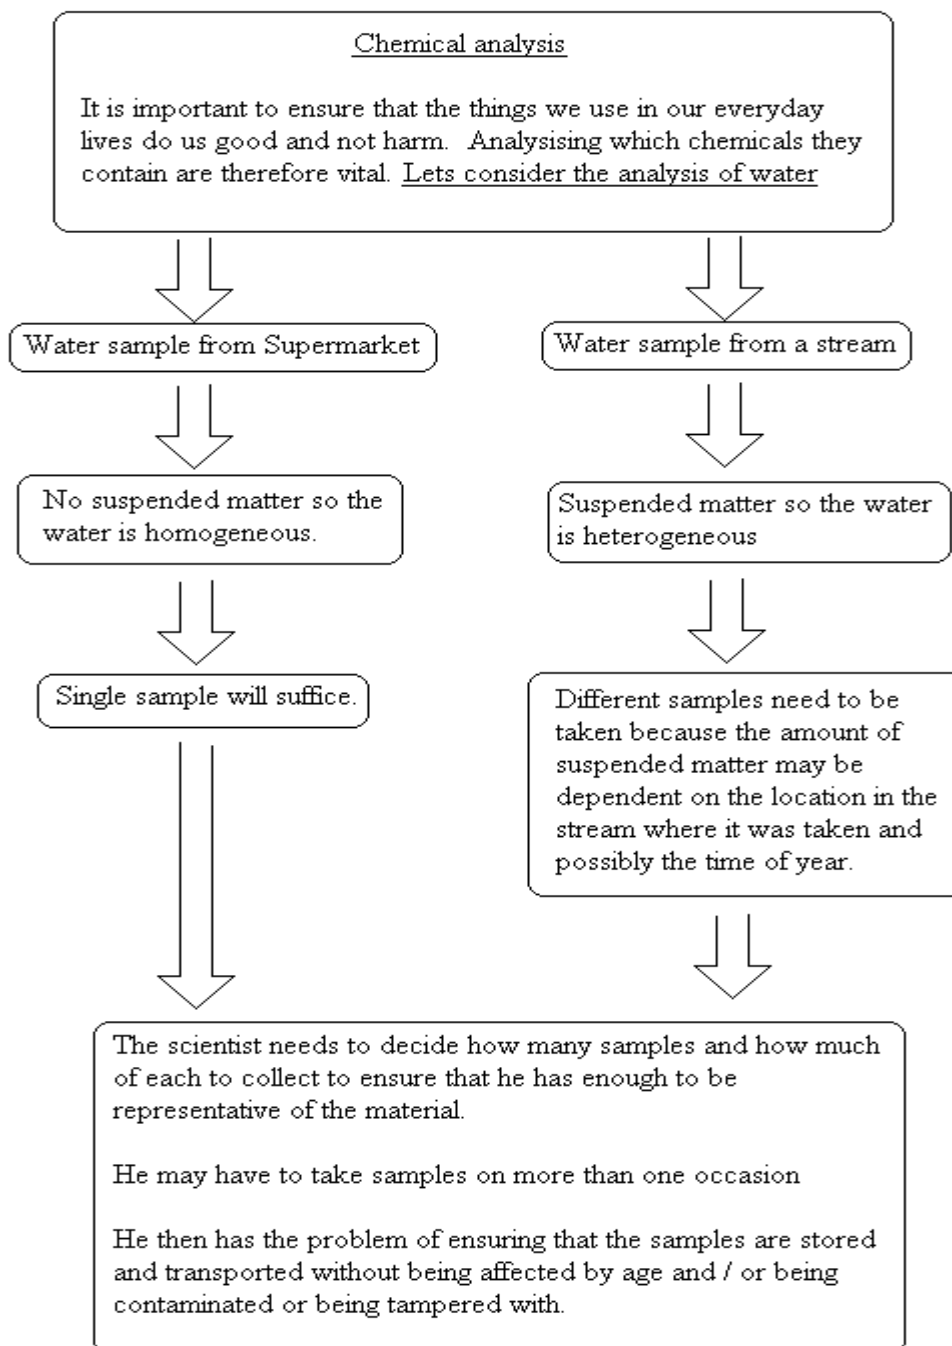 Chemical analysis
It is important to ensure that the things we use in our everyday
lives do us good and not harm.  Analysising which chemicals they
contain are therefore vital. Lets consider the analysis of water
Water sample from Supermarket
Water sample from a stream
No suspended matter so the
water is homogeneous.
Suspended matter so the water
is heterogeneous
Single sample will suffice.
Different samples need to be
taken because the amount of
suspended matter may be
dependent on the location in the
stream where it was taken and
possibly the time of year.
The scientist needs to decide how many samples and how much
of each to collect to ensure that he has enough to be
representative of the material.
He may have to take samples on more than one occasion
He then has the problem of ensuring that the samples are stored
and transported without being affected by age and / or being
contaminated or being tampered with.